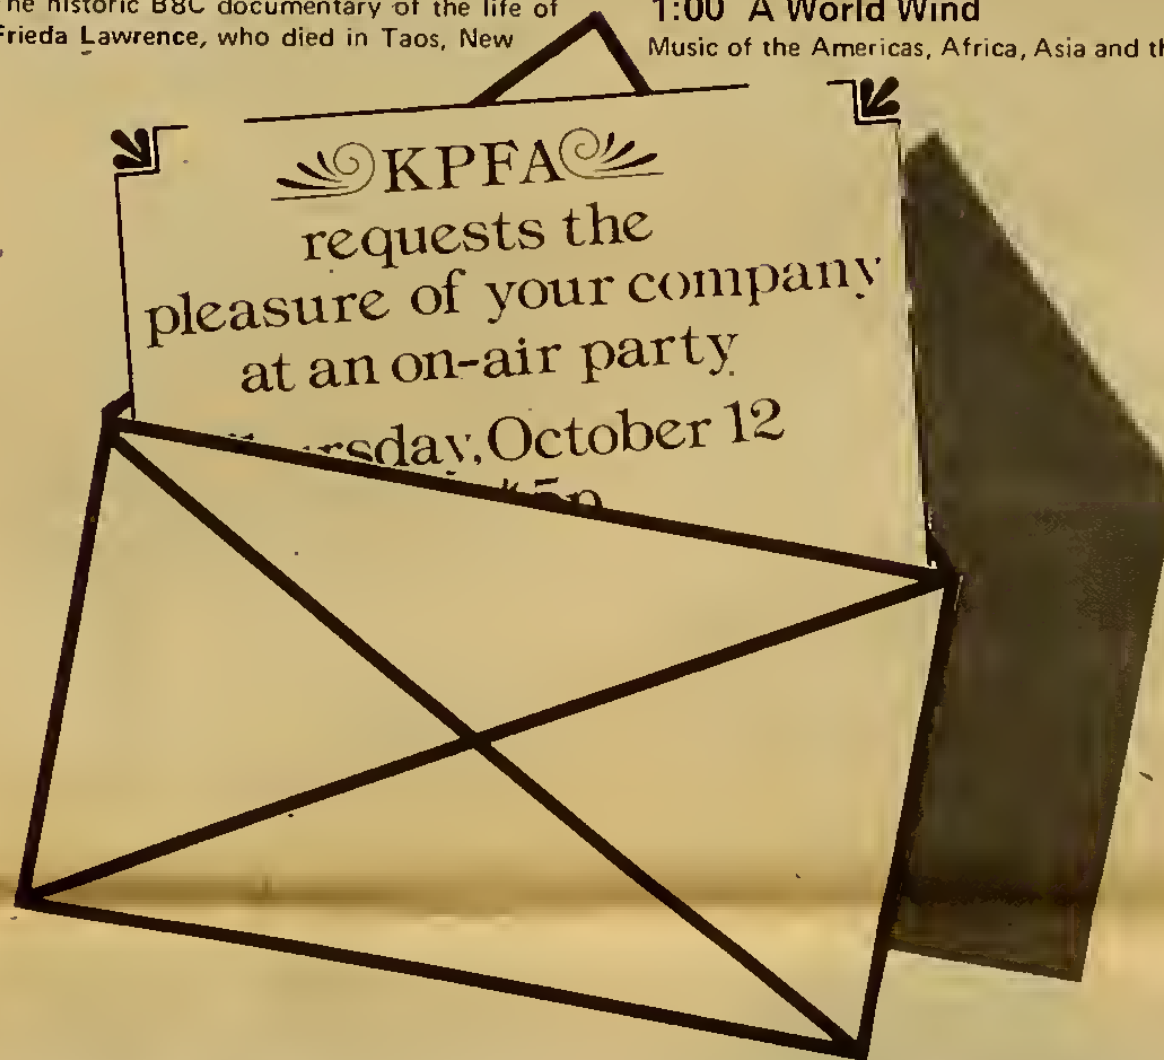 The historic BBC documentary of the life of
Frieda Lawrence, who died in Taos, New
1:00 A World Wind
Music of the Americas, Africa, Asia and th
KPFA
requests the
pleasure of your company
at an on-air party
rsday, October 12